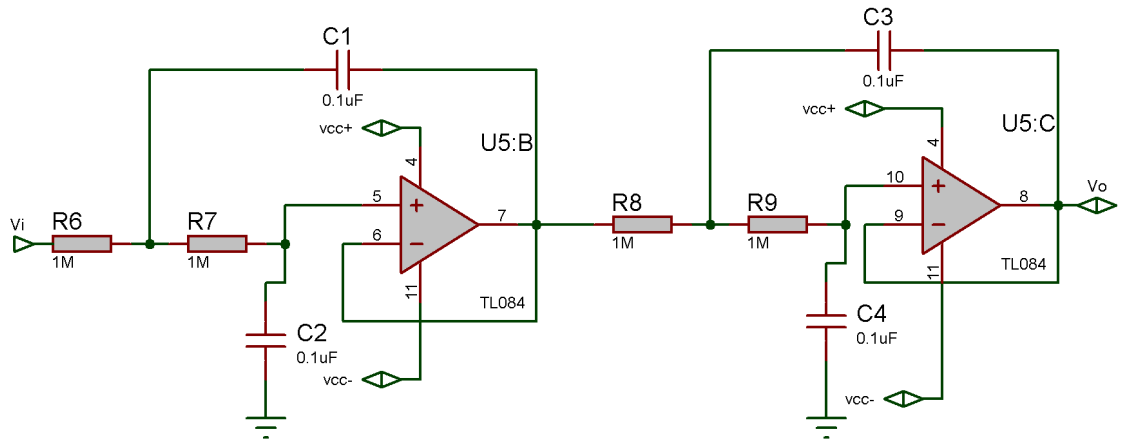 C1
0.1uF
vcc+
4
U5:B
Vi
R6
1M
R7
1M
5
+
6
−
7
11
TL084
C2
0.1uF
vcc-
C3
0.1uF
vcc+
4
U5:C
R8
1M
R9
1M
10
+
9
−
8
Vo
11
TL084
C4
0.1uF
vcc-